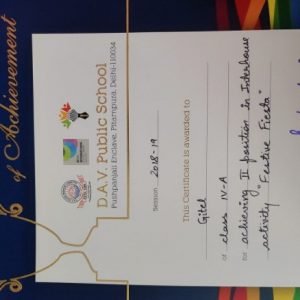 of Achievement
D.A.V. Public School
Pushpanjali Enclave, Pitampura, Delhi-110034
Session 2018-19
This Certificate is awarded to
Gitel
of class IV-A
for achieving II position in Interhouse
activity "Festive Fiesta"